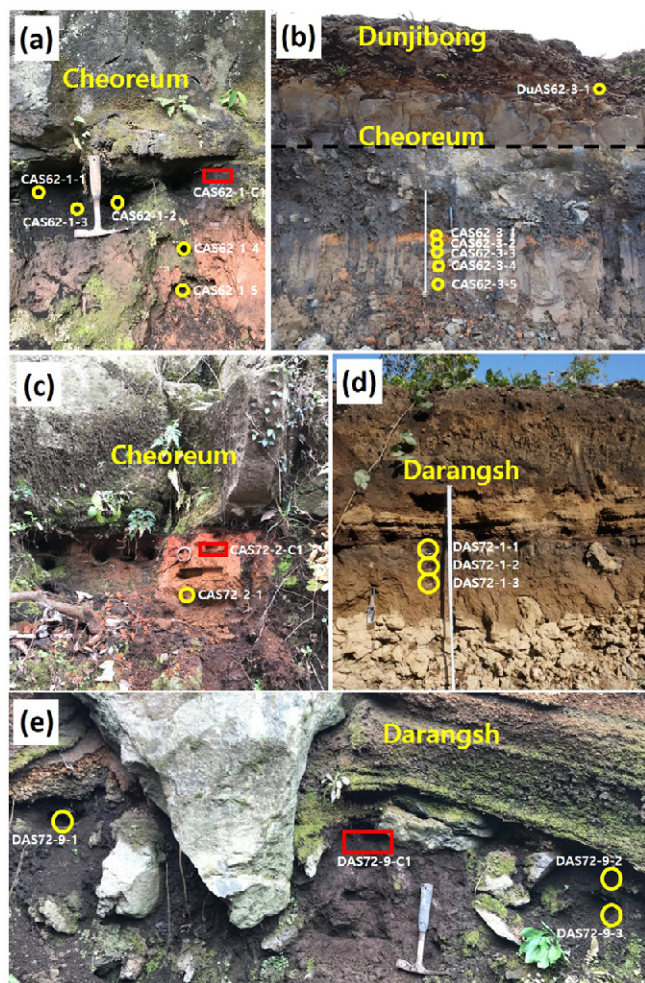 (a)
Cheoreum
CAS62-1-1
CAS62-1-3
CAS62-1-2
CAS62-1-C1
CAS62-1-4
CAS62-1-5
(b)
Dunjibong
DuAS62-3-1
Cheoreum
CAS62-3-1
CAS62-3-2
CAS62-3-3
CAS62-3-4
CAS62-3-5
(c)
Cheoreum
CAS72-2-C1
CAS72-2-1
(d)
Darangsh
DAS72-1-1
DAS72-1-2
DAS72-1-3
(e)
Darangsh
DAS72-9-1
DAS72-9-C1
DAS72-9-2
DAS72-9-3